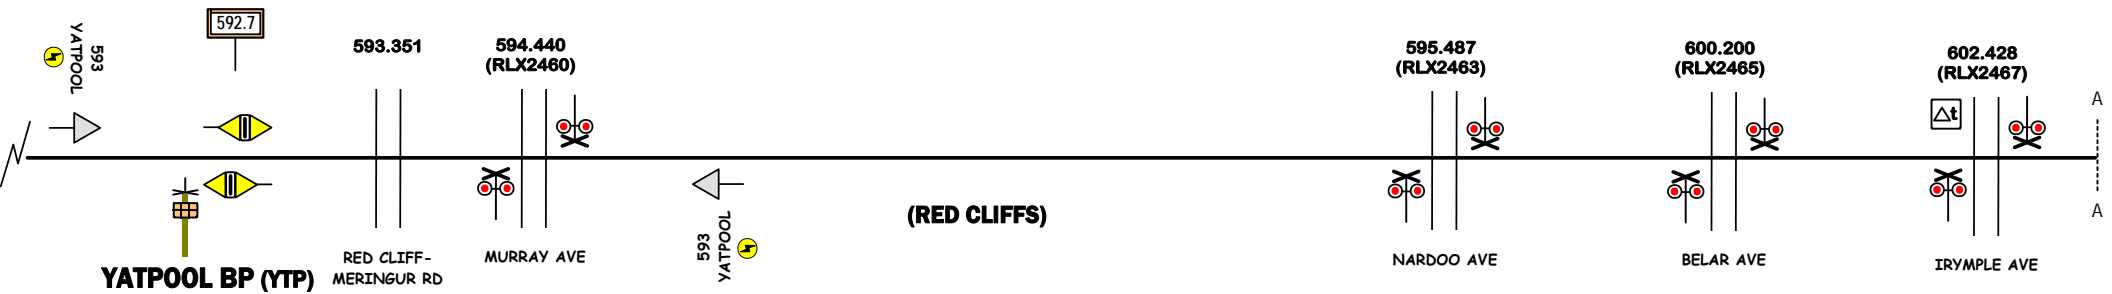 593
YATPOOL
592.7
593.351
594.440
(RLX2460)
595.487
(RLX2463)
600.200
(RLX2465)
602.428
(RLX2467)
Δt
A
A
(RED CLIFFS)
593
YATPOOL
YATPOOL BP (YTP)
RED CLIFF-
MERINGUR RD
MURRAY AVE
NARDOO AVE
BELAR AVE
IRYMPLE AVE